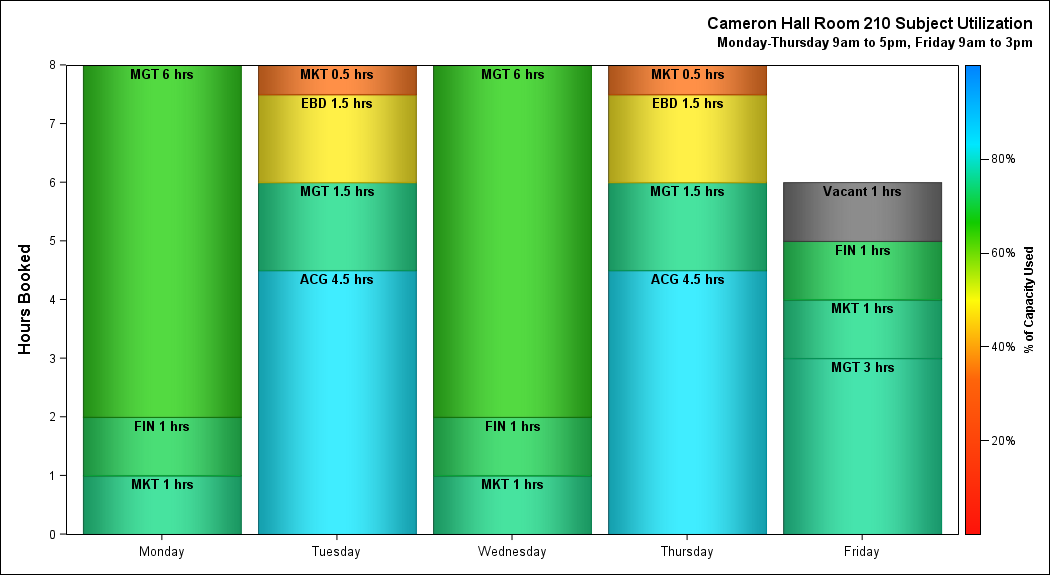 Cameron Hall Room 210 Subject Utilization
Monday-Thursday 9am to 5pm, Friday 9am to 3pm
Hours Booked
8
7
6
5
4
3
2
1
0
MGT 6 hrs
FIN 1 hrs
MKT 1 hrs
MKT 0.5 hrs
EBD 1.5 hrs
MGT 1.5 hrs
ACG 4.5 hrs
MGT 6 hrs
FIN 1 hrs
MKT 1 hrs
MKT 0.5 hrs
EBD 1.5 hrs
MGT 1.5 hrs
ACG 4.5 hrs
Vacant 1 hrs
FIN 1 hrs
MKT 1 hrs
MGT 3 hrs
Monday
Tuesday
Wednesday
Thursday
Friday
80%
60%
40%
20%
% of Capacity Used